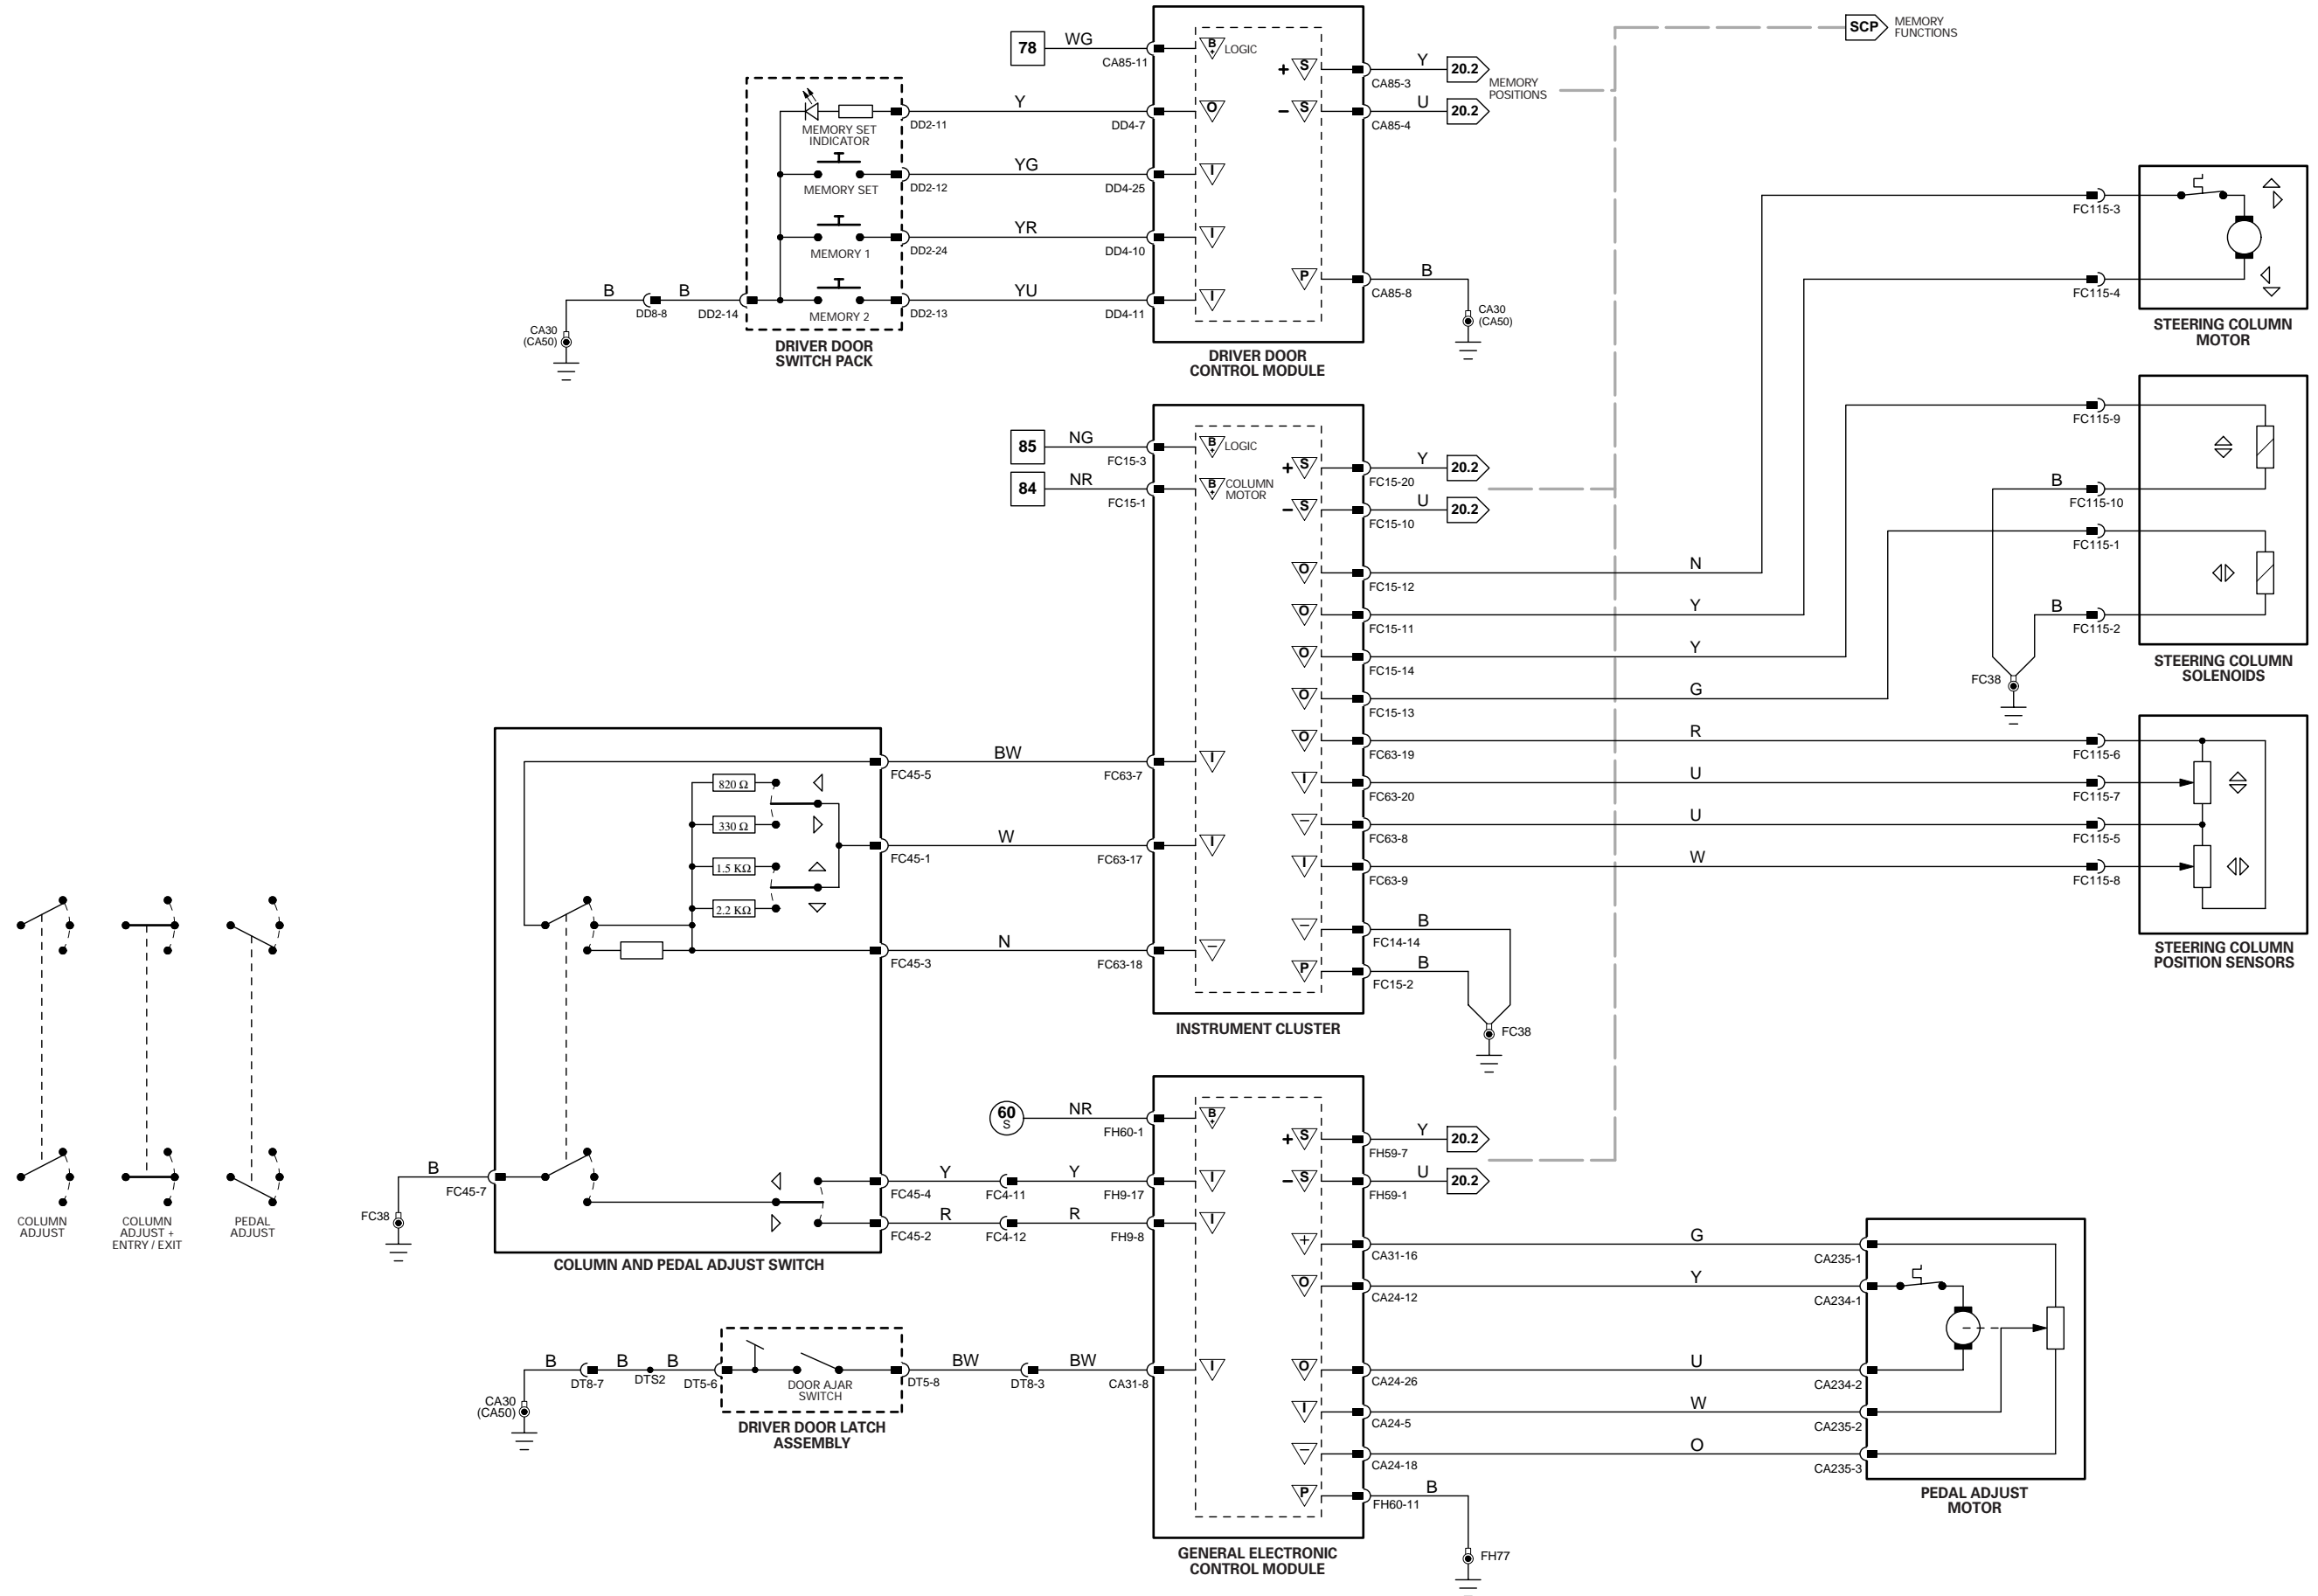 SCP
MEMORY
FUNCTIONS
78
WG
CA85-11
B
+
LOGIC
+
S
CA85-3
Y
20.2
MEMORY
POSITIONS
–
S
CA85-4
U
20.2
MEMORY SET
INDICATOR
DD2-11
Y
DD4-7
O
MEMORY SET
DD2-12
YG
DD4-25
I
MEMORY 1
DD2-24
YR
DD4-10
I
P
CA85-8
B
CA30
(CA50)
CA30
(CA50)
B
DD8-8
B
DD2-14
MEMORY 2
DD2-13
YU
DD4-11
I
DRIVER DOOR
SWITCH PACK
DRIVER DOOR
CONTROL MODULE
FC115-3
FC115-4
STEERING COLUMN
MOTOR
85
NG
FC15-3
B
+
LOGIC
84
NR
FC15-1
B
+
COLUMN
MOTOR
+
S
FC15-20
Y
20.2
–
S
FC15-10
U
20.2
O
FC15-12
N
O
FC15-11
Y
O
FC15-14
Y
O
FC15-13
G
O
FC63-19
R
I
FC63-20
U
–
FC63-8
U
I
FC63-9
W
–
FC14-14
B
P
FC15-2
B
FC38
INSTRUMENT CLUSTER
FC115-9
B
FC115-10
FC115-1
B
FC115-2
FC38
STEERING COLUMN
SOLENOIDS
FC115-6
FC115-7
FC115-5
FC115-8
STEERING COLUMN
POSITION SENSORS
FC45-5
BW
FC63-7
I
820 Ω
330 Ω
FC45-1
W
FC63-17
I
1.5 KΩ
2.2 KΩ
FC45-3
N
FC63-18
–
COLUMN
ADJUST
COLUMN
ADJUST +
ENTRY / EXIT
PEDAL
ADJUST
FC38
B
FC45-7
FC45-4
Y
FC4-11
Y
FH9-17
I
FC45-2
R
FC4-12
R
FH9-8
I
COLUMN AND PEDAL ADJUST SWITCH
60
S
NR
FH60-1
B
+
+
S
FH59-7
Y
20.2
–
S
FH59-1
U
20.2
+
CA31-16
G
CA235-1
O
CA24-12
Y
CA234-1
O
CA24-26
U
CA234-2
I
CA24-5
W
CA235-2
–
CA24-18
O
CA235-3
P
FH60-11
B
FH77
PEDAL ADJUST
MOTOR
CA30
(CA50)
B
DT8-7
B
DTS2
B
DT5-6
DOOR AJAR
SWITCH
DT5-8
BW
DT8-3
BW
CA31-8
I
DRIVER DOOR LATCH
ASSEMBLY
GENERAL ELECTRONIC
CONTROL MODULE